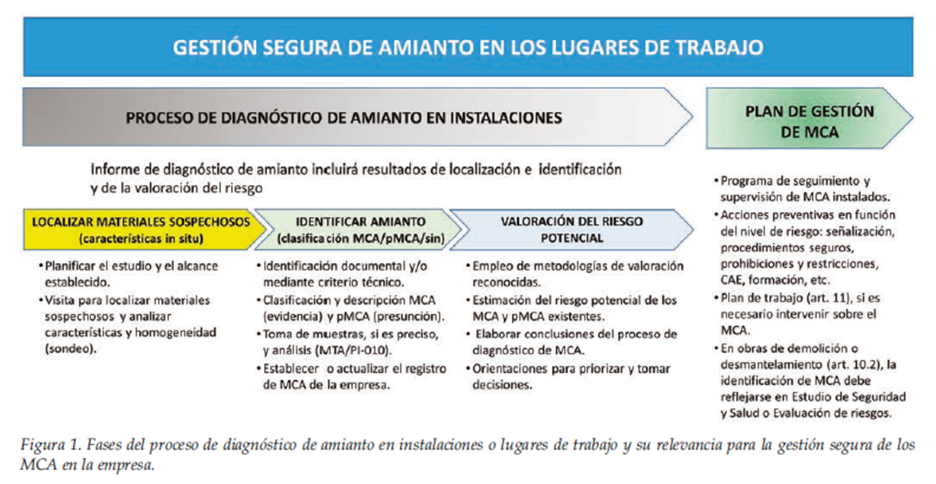 GESTIÓN SEGURA DE AMIANTO EN LOS LUGARES DE TRABAJO
PROCESO DE DIAGNÓSTICO DE AMIANTO EN INSTALACIONES
Informe de diagnóstico de amianto incluirá resultados de localización e identificación
y de la valoración del riesgo
LOCALIZAR MATERIALES SOSPECHOSOS
(características in situ)
• Planificar el estudio y el alcance
establecido.
• Visita para localizar materiales
sospechosos y analizar
características y homogeneidad
(sondeo).
IDENTIFICAR AMIANTO
(clasificación MCA/pMCA/sin)
• Identificación documental y/o
mediante criterio técnico.
• Clasificación y descripción MCA
(evidencia) y pMCA (presunción).
• Toma de muestras, si es preciso,
y análisis (MTA/PI-010).
• Establecer o actualizar el registro
de MCA de la empresa.
VALORACIÓN DEL RIESGO
POTENCIAL
• Empleo de metodologías de valoración
reconocidas.
• Estimación del riesgo potencial de los
MCA y pMCA existentes.
• Elaborar conclusiones del proceso de
diagnóstico de MCA.
• Orientaciones para priorizar y tomar
decisiones.
PLAN DE GESTIÓN
DE MCA
• Programa de seguimiento y
supervisión de MCA instalados.
• Acciones preventivas en función
del nivel de riesgo: señalización,
procedimientos seguros,
prohibiciones y restricciones,
CAE, formación, etc.
• Plan de trabajo (art. 11), si es
necesario intervenir sobre el
MCA.
• En obras de demolición o
desmantelamiento (art. 10.2), la
identificación de MCA debe
reflejarse en Estudio de Seguridad
y Salud o Evaluación de riesgos.
Figura 1. Fases del proceso de diagnóstico de amianto en instalaciones o lugares de trabajo y su relevancia para la gestión segura de los
MCA en la empresa.